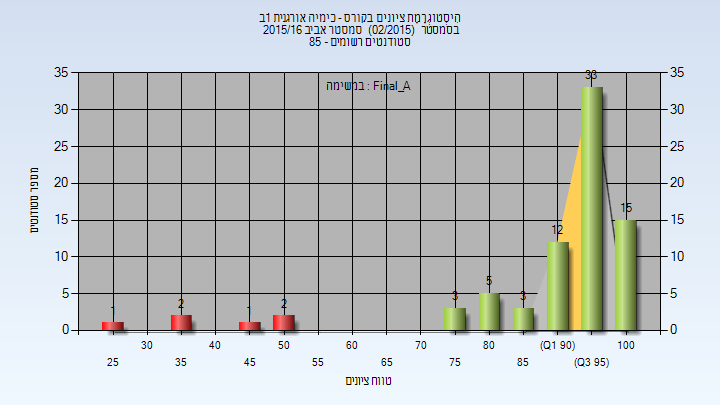 היסטוגרמת ציונים בקורס - כימיה אורגנית 1ב
בסמסטר (02/2015) סמסטר אביב 2015/16
סטודנטים רשומים - 85
במשימה : Final_A
מספר סטודנטים
35 30 25 20 15 10 5 0
35 30 25 20 15 10 5 0
1 2 1 2 3 5 3 12 33 15
30 40 50 60 70 80 (Q1 90) 100
25 35 45 55 65 75 85 (Q3 95)
טווח ציונים